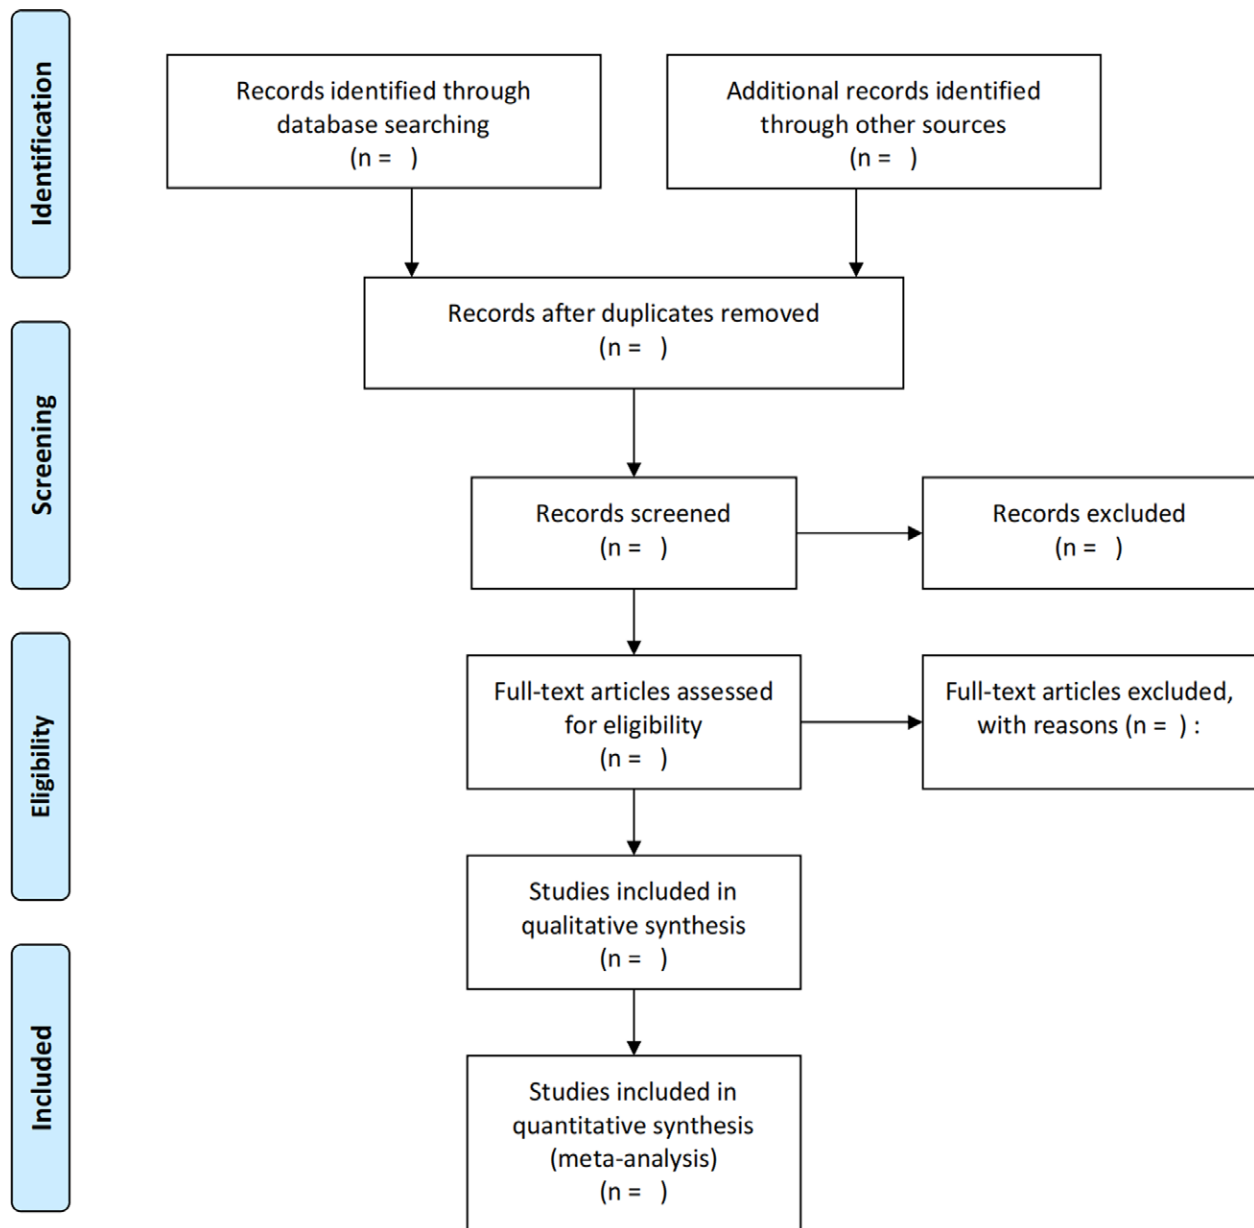 Identification
Records identified through
database searching
(n =   )
Additional records identified
through other sources
(n =   )
Records after duplicates removed
(n =   )
Screening
Records screened
(n =   )
Records excluded
(n =   )
Eligibility
Full-text articles assessed
for eligibility
(n =   )
Full-text articles excluded,
with reasons (n =  ) :
Studies included in
qualitative synthesis
(n =   )
Included
Studies included in
quantitative synthesis
(meta-analysis)
(n =   )